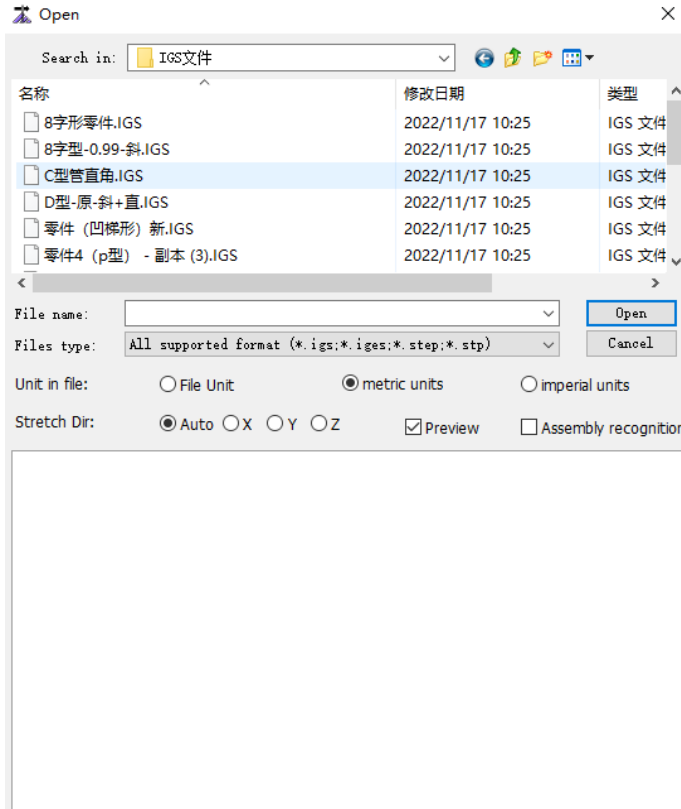 Open
Search in: IGS文件
名称 修改日期 类型
8字形零件.IGS 2022/11/17 10:25 IGS 文件
8字型-0.99-斜.IGS 2022/11/17 10:25 IGS 文件
C型管直角.IGS 2022/11/17 10:25 IGS 文件
D型-原-斜+直.IGS 2022/11/17 10:25 IGS 文件
零件（凹梯形）新.IGS 2022/11/17 10:25 IGS 文件
零件4（p型） - 副本 (3).IGS 2022/11/17 10:25 IGS 文件
File name: Open
Files type: All supported format (*.igs;*.iges;*.step;*.stp) Cancel
Unit in file: File Unit metric units imperial units
Stretch Dir: Auto X Y Z Preview Assembly recognition